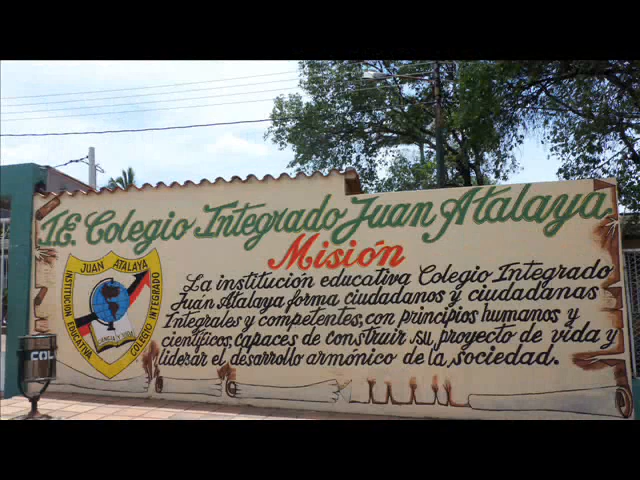 I.E. Colegio Integrado Juan Atalaya
Misión
La institución educativa Colegio Integrado
Juan Atalaya forma ciudadanos y ciudadanas
Integrales y competentes, con principios humanos y
científicos, capaces de construir su proyecto de vida y
liderar el desarrollo armónico de la sociedad.
JUAN ATALAYA
INSTITUCIÓN EDUCATIVA
COLEGIO INTEGRADO
COL